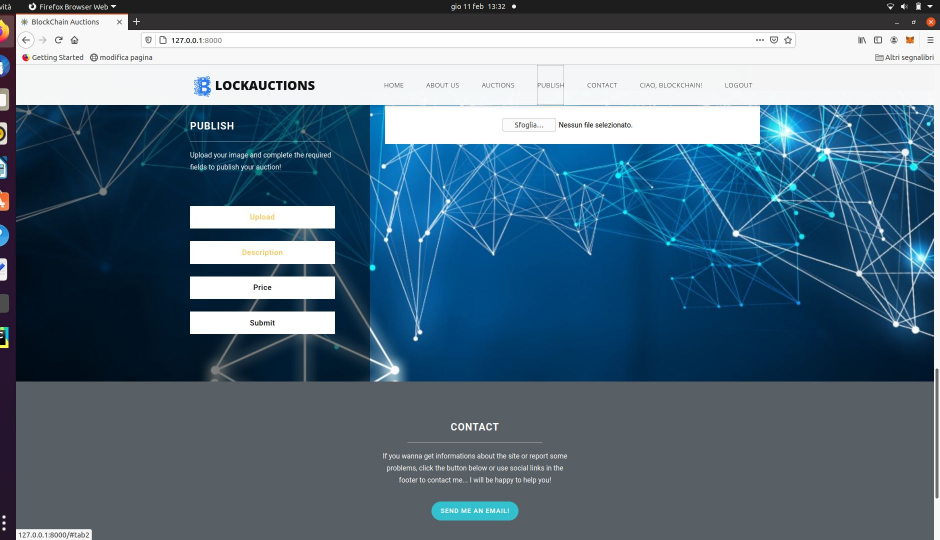 vità
Firefox Browser Web
gio 11 feb 13:32
BlockChain Auctions
127.0.0.1:8000
Getting Started
modifica pagina
Altri segnalibri
LOCKAUCTIONS
HOME
ABOUT US
AUCTIONS
PUBLISH
CONTACT
CIAO, BLOCKCHAIN!
LOGOUT
PUBLISH
Upload your image and complete the required
fields to publish your auction!
Upload
Description
Price
Submit
Sfoglia...
Nessun file selezionato.
CONTACT
If you wanna get informations about the site or report some
problems, click the button below or use social links in the
footer to contact me... I will be happy to help you!
SEND ME AN EMAIL!
127.0.0.1:8000/#tab2